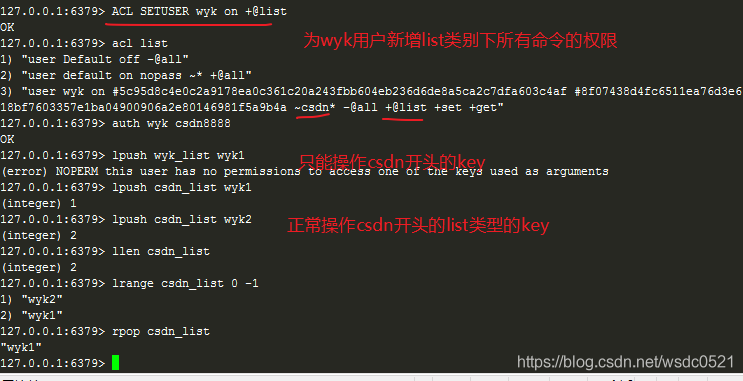 127.0.0.1:6379> ACL SETUSER wyk on +@list
OK
为wyk用户新增list类别下所有命令的权限
127.0.0.1:6379> acl list
1) "user Default off -@all"
2) "user default on nopass ~* +@all"
3) "user wyk on #5c95d8c4e0c2a9178ea0c361c20a243fbb604eb236d6de8a5ca2c7dfa603c4af #8f07438d4fc6511ea76d3e6
18bf7603357e1ba04900906a2e80146981f5a9b4a ~csdn* -@all +@list +set +get"
127.0.0.1:6379> auth wyk csdn8888
OK
127.0.0.1:6379> lpush wyk_list wyk1
只能操作csdn开头的key
(error) NOPERM this user has no permissions to access one of the keys used as arguments
127.0.0.1:6379> lpush csdn_list wyk1
(integer) 1
127.0.0.1:6379> lpush csdn_list wyk2
正常操作csdn开头的list类型的key
(integer) 2
127.0.0.1:6379> llen csdn_list
(integer) 2
127.0.0.1:6379> lrange csdn_list 0 -1
1) "wyk2"
2) "wyk1"
127.0.0.1:6379> rpop csdn_list
"wyk1"
127.0.0.1:6379>
https://blog.csdn.net/wsdc0521